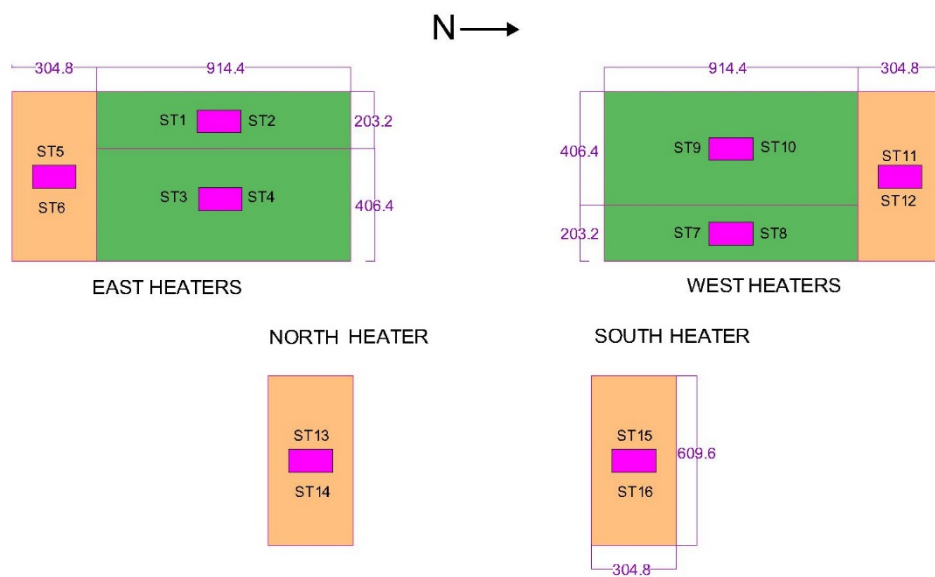 N
304.8 914.4 914.4 304.8
ST1 ST2 203.2
ST5 ST6
ST3 ST4 406.4
406.4 ST9 ST10
ST11 ST12
203.2 ST7 ST8
EAST HEATERS WEST HEATERS
NORTH HEATER SOUTH HEATER
ST13 ST15
609.6
ST14 ST16
304.8